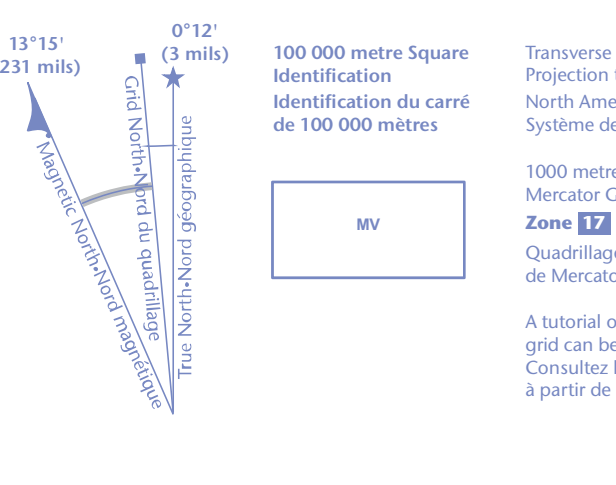 13°15'
231 mils)
0°12'
(3 mils)
Magnetic North•Nord magnétique
Grid North•Nord du quadrillage
True North•Nord géographique
100 000 metre Square
Identification
Identification du carré
de 100 000 mètres
MV
Transverse
Projection
North Ame
Système de
1000 metre
Mercator G
Zone 17
Quadrillage
de Mercato
A tutorial o
grid can be
Consultez l
à partir de